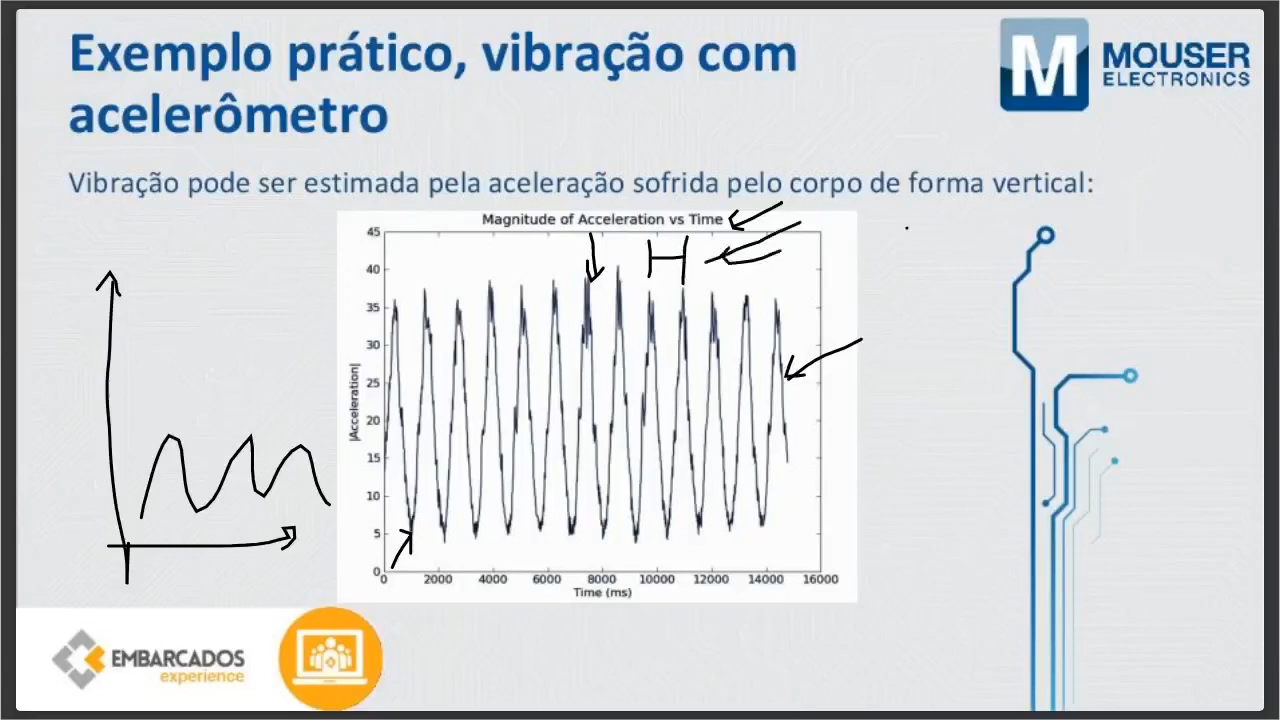 Exemplo prático, vibração com
acelerômetro
M
MOUSER
ELECTRONICS
Vibração pode ser estimada pela aceleração sofrida pelo corpo de forma vertical:
Magnitude of Acceleration vs Time
45
40
35
30
25
20
15
10
5
0
|Acceleration|
0 2000 4000 6000 8000 10000 12000 14000 16000
Time (ms)
EMBARCADOS
experience